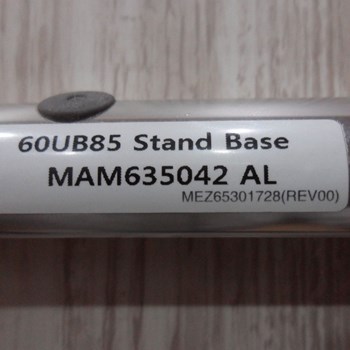 60UB85 Stand Base
MAM635042 AL
MEZ65301728(REV00)